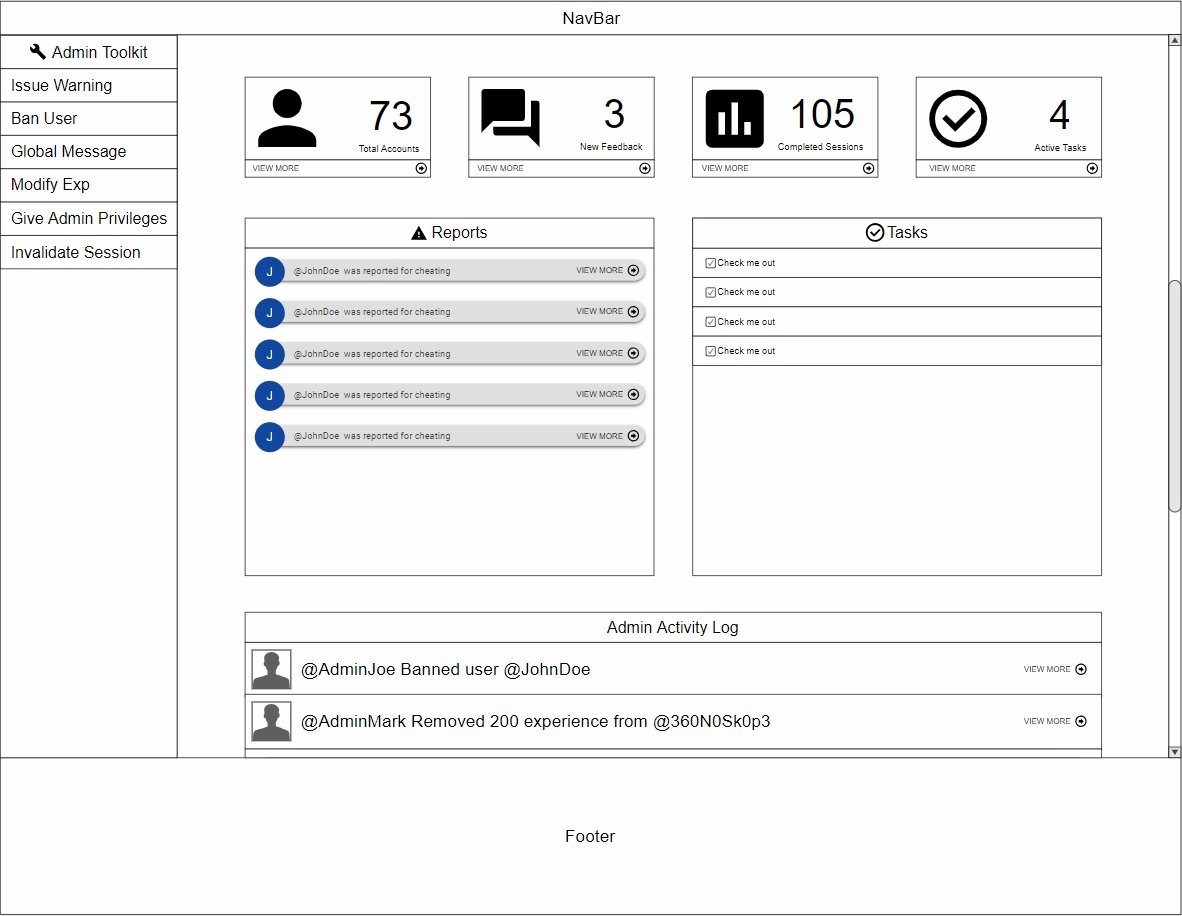 NavBar
Admin Toolkit
Issue Warning
Ban User
Global Message
Modify Exp
Give Admin Privileges
Invalidate Session
73
Total Accounts
VIEW MORE
3
New Feedback
VIEW MORE
105
Completed Sessions
VIEW MORE
4
Active Tasks
VIEW MORE
Reports
J @JohnDoe was reported for cheating VIEW MORE
J @JohnDoe was reported for cheating VIEW MORE
J @JohnDoe was reported for cheating VIEW MORE
J @JohnDoe was reported for cheating VIEW MORE
J @JohnDoe was reported for cheating VIEW MORE
Tasks
Check me out
Check me out
Check me out
Check me out
Admin Activity Log
@AdminJoe Banned user @JohnDoe VIEW MORE
@AdminMark Removed 200 experience from @360N0Sk0p3 VIEW MORE
Footer